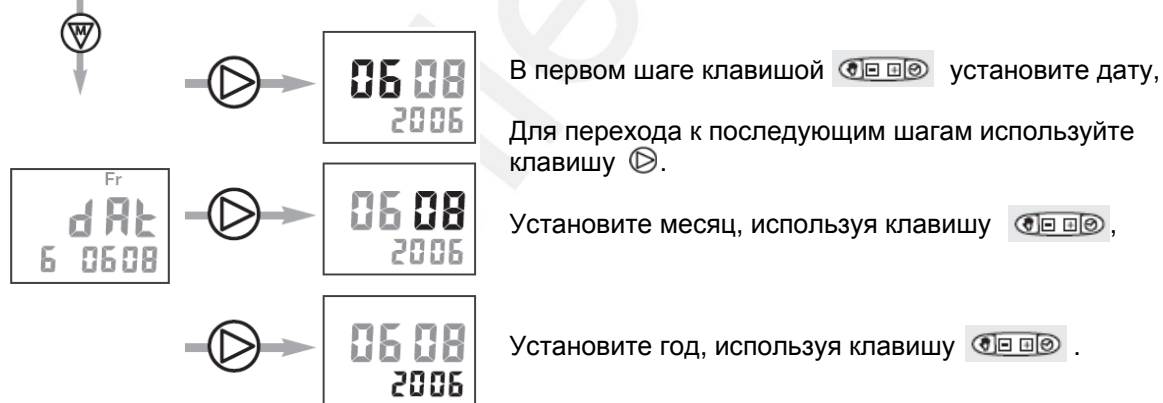 M
06 08
2006
В первом шаге клавишой установите дату,
Для перехода к последующим шагам используйте
клавишу .
Fr
dAt
6 0608
06 08
2006
Установите месяц, используя клавишу ,
06 08
2006
Установите год, используя клавишу .